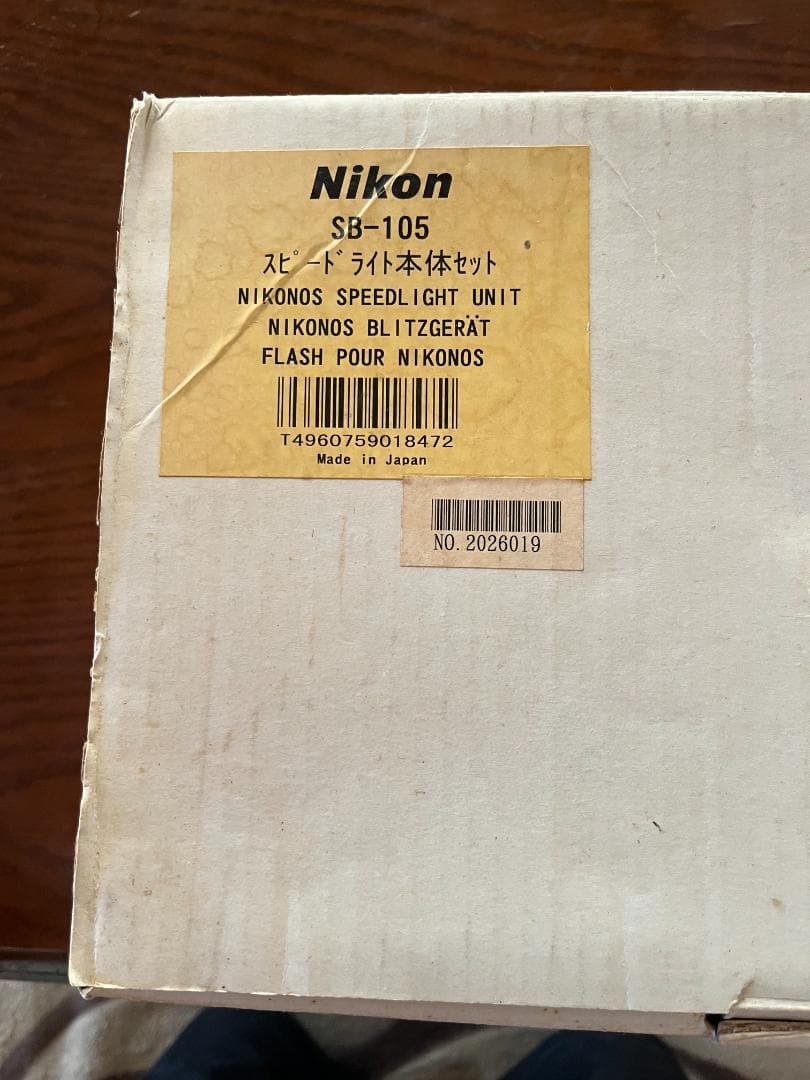 Nikon
SB-105
ｽﾋﾟｰﾄﾞﾗｲﾄ本体ｾｯﾄ
NIKONOS SPEEDLIGHT UNIT
NIKONOS BLITZGERÄT
FLASH POUR NIKONOS
T4960759018472
Made in Japan
NO. 2026019